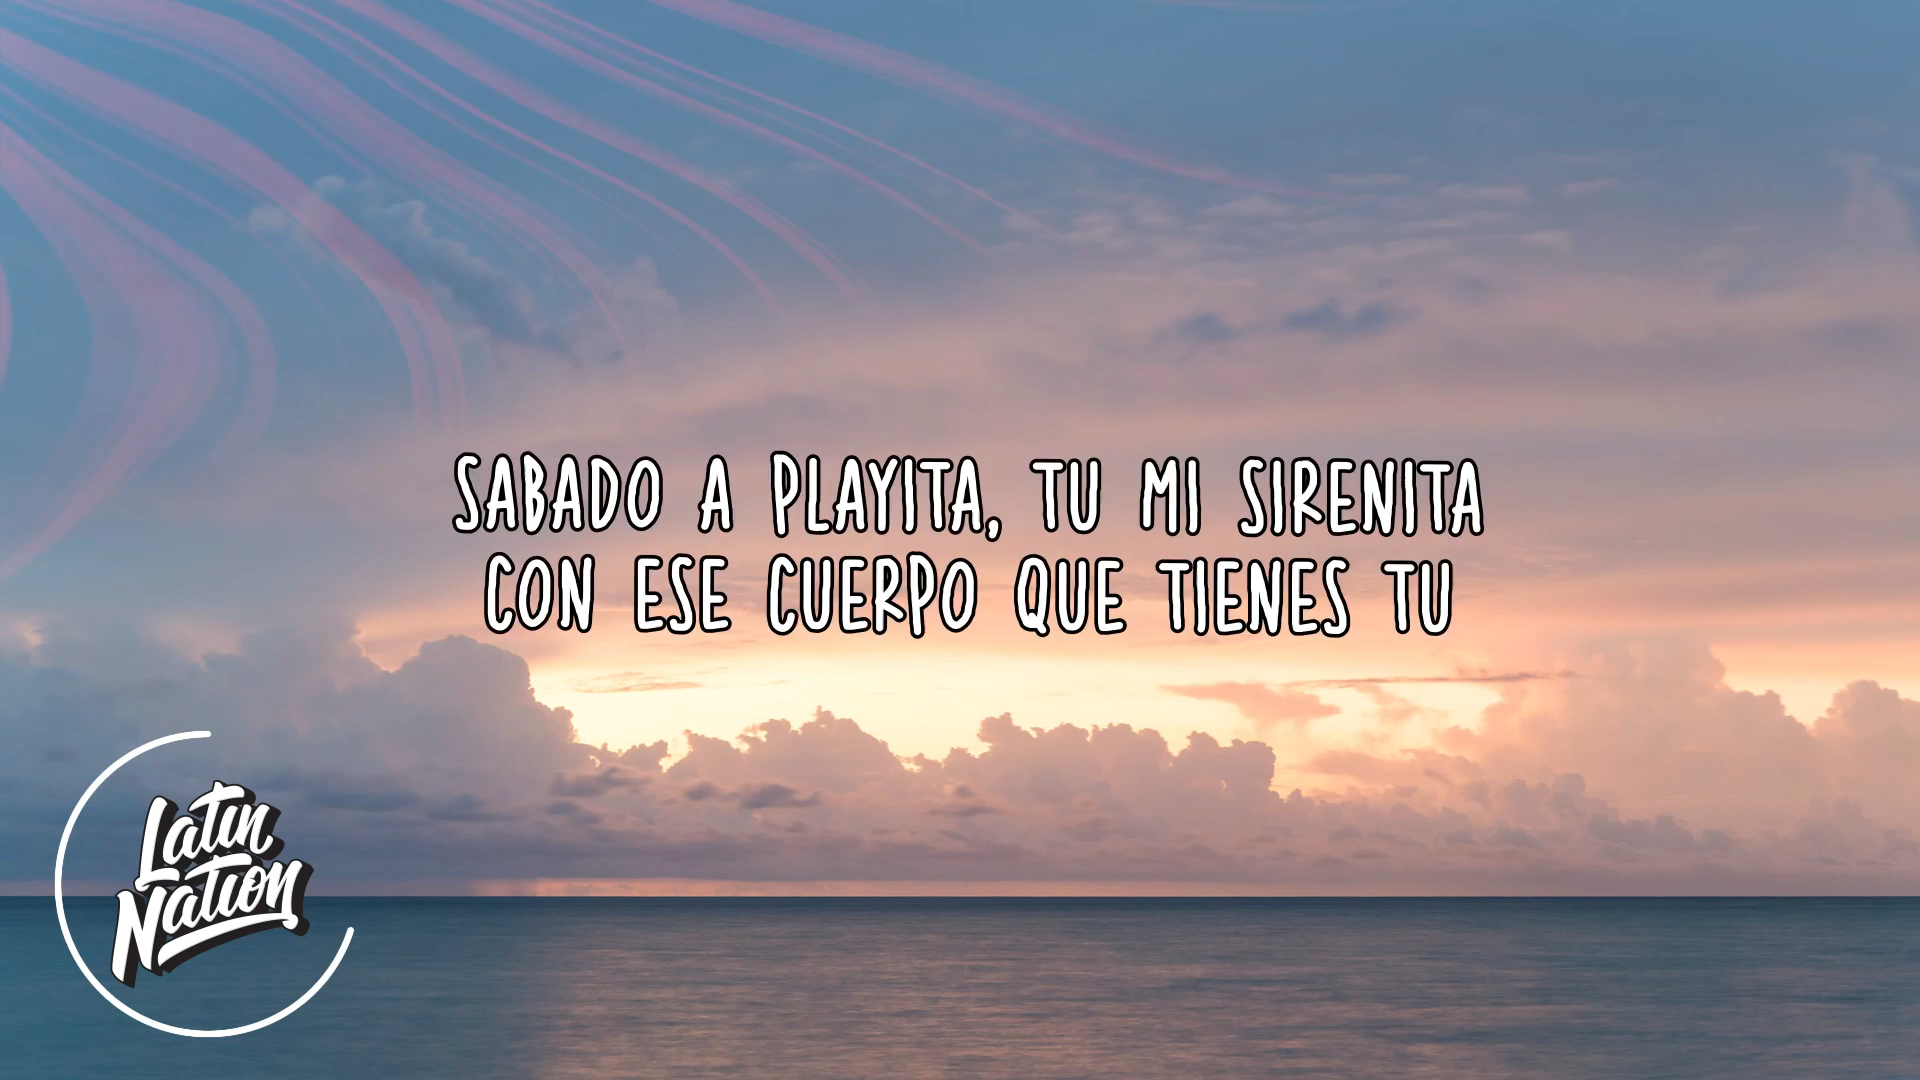 SABADO A PLAYITA, TU MI SIRENITA
CON ESE CUERPO QUE TIENES TU
Latin
Nation